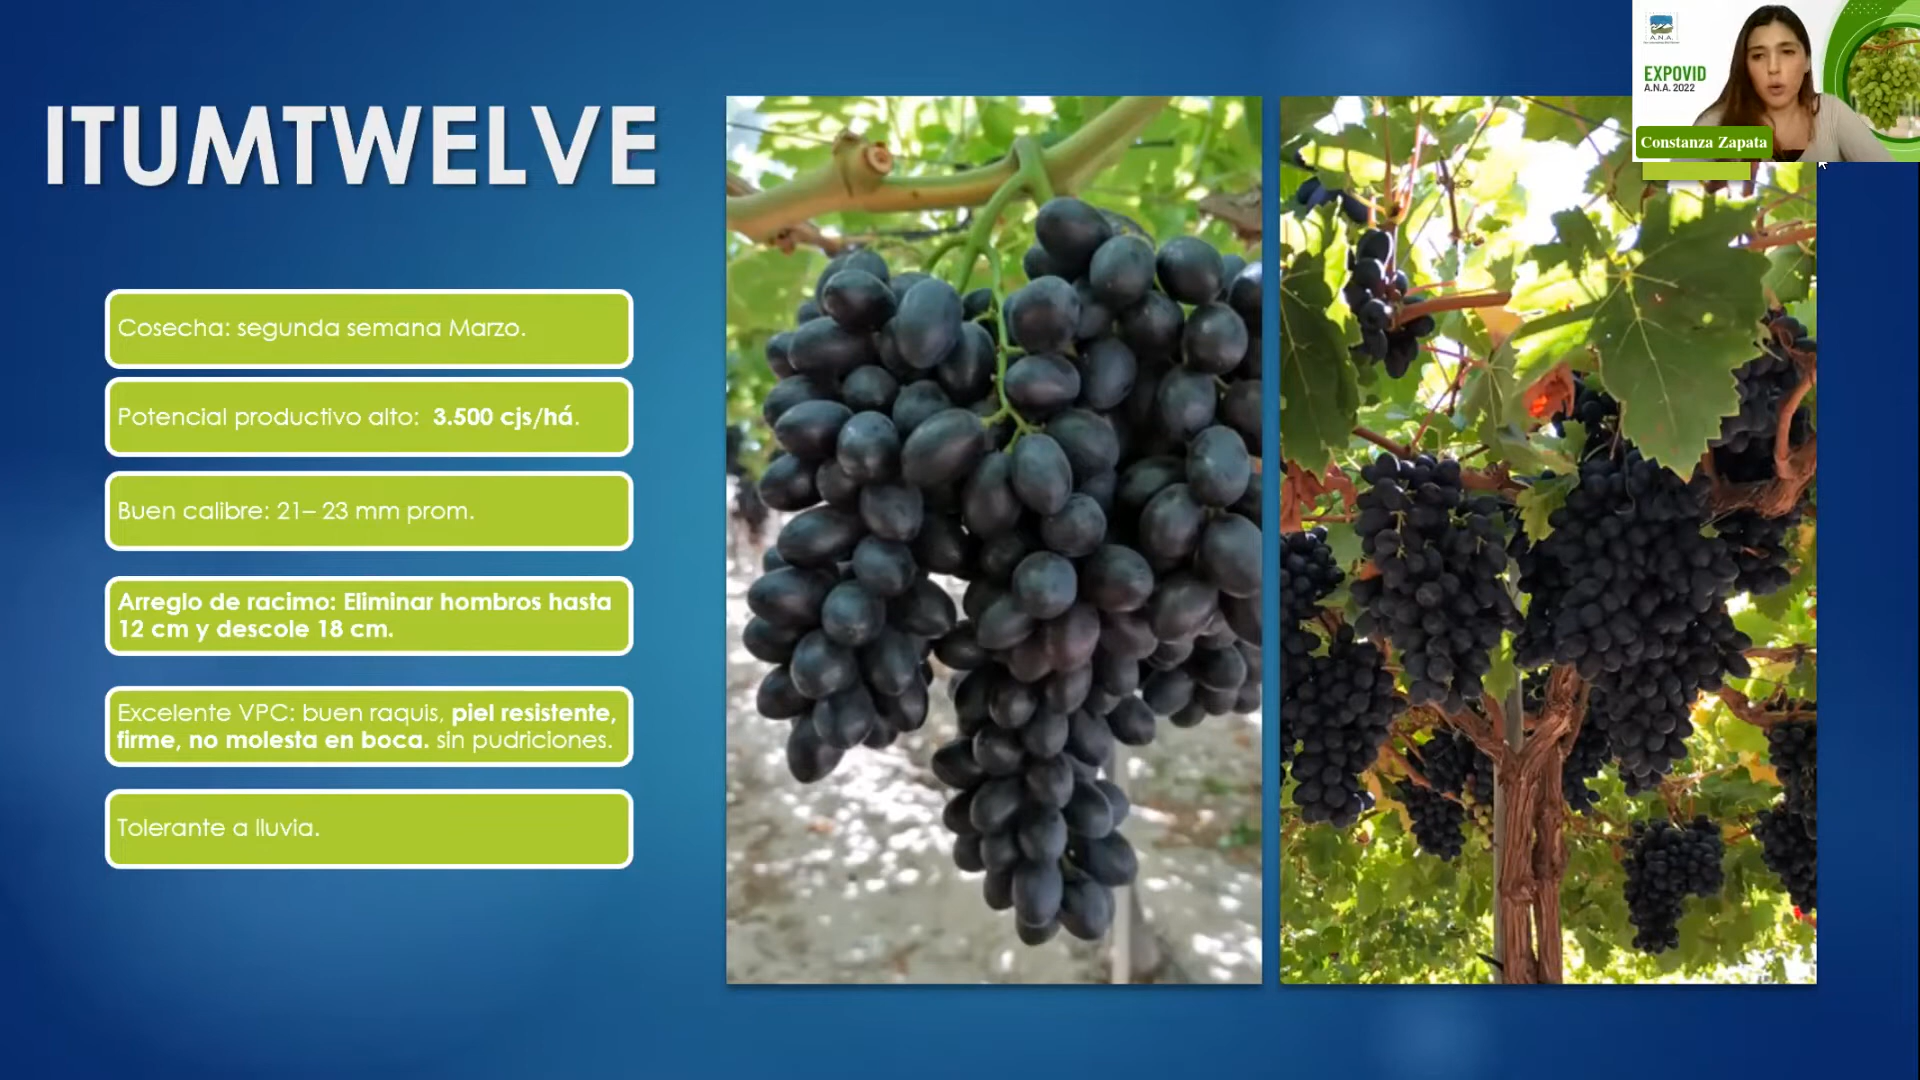 ITUMTWELVE
Cosecha: segunda semana Marzo.
Potencial productivo alto: 3.500 cjs/há.
Buen calibre: 21– 23 mm prom.
Arreglo de racimo: Eliminar hombros hasta
12 cm y descole 18 cm.
Excelente VPC: buen raquis, piel resistente,
firme, no molesta en boca. sin pudriciones.
Tolerante a lluvia.
A.N.A.
EXPOVID
A.N.A. 2022
Constanza Zapata